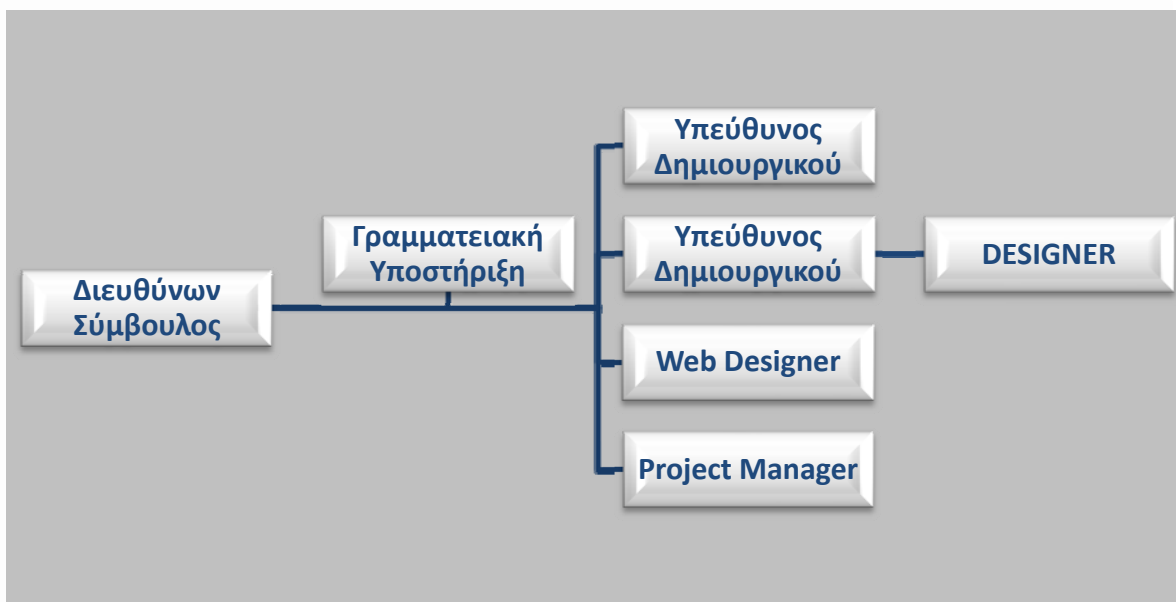 Διευθύνων
Σύμβουλος
Γραμματειακή
Υποστήριξη
Υπεύθυνος
Δημιουργικού
Υπεύθυνος
Δημιουργικού
DESIGNER
Web Designer
Project Manager